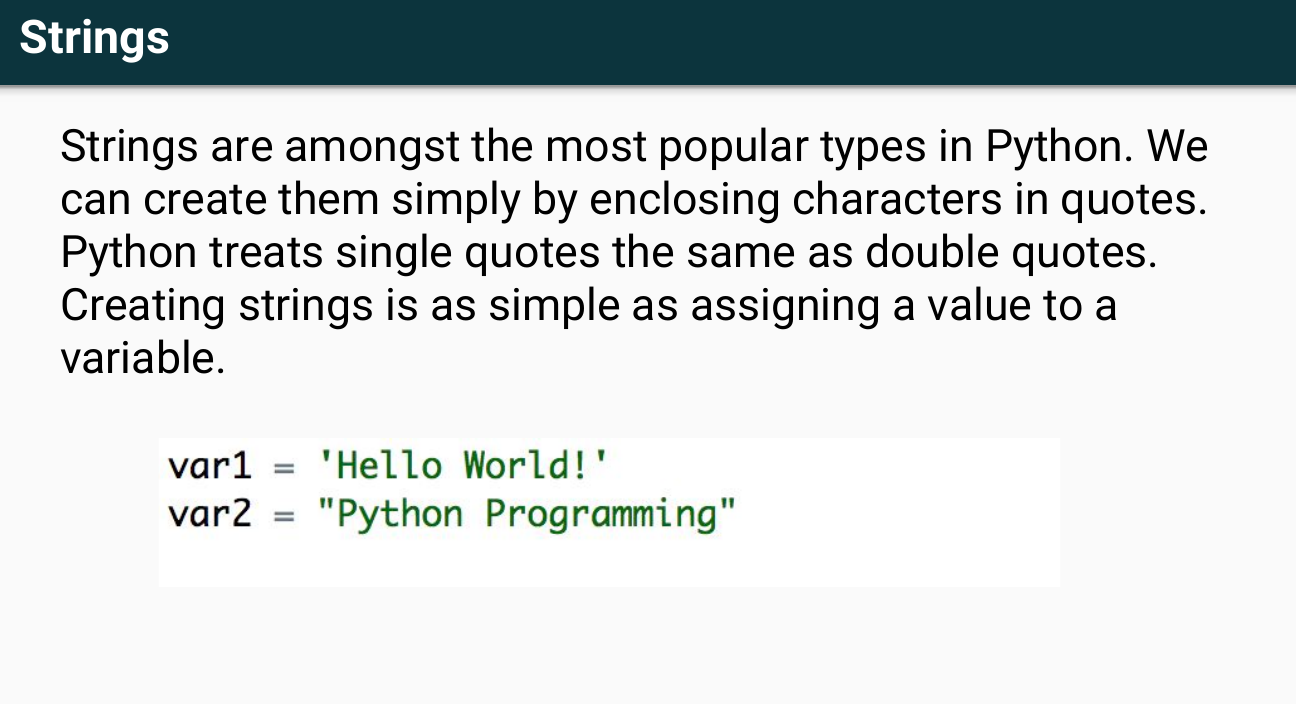 Strings
Strings are amongst the most popular types in Python. We
can create them simply by enclosing characters in quotes.
Python treats single quotes the same as double quotes.
Creating strings is as simple as assigning a value to a
variable.
var1 = 'Hello World!'
var2 = "Python Programming"